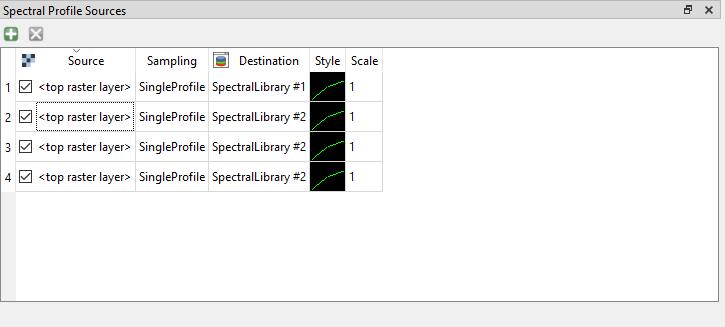 Spectral Profile Sources
Source Sampling Destination Style Scale
1 <top raster layer> SingleProfile SpectralLibrary #1 1
2 <top raster layer> SingleProfile SpectralLibrary #2 1
3 <top raster layer> SingleProfile SpectralLibrary #2 1
4 <top raster layer> SingleProfile SpectralLibrary #2 1